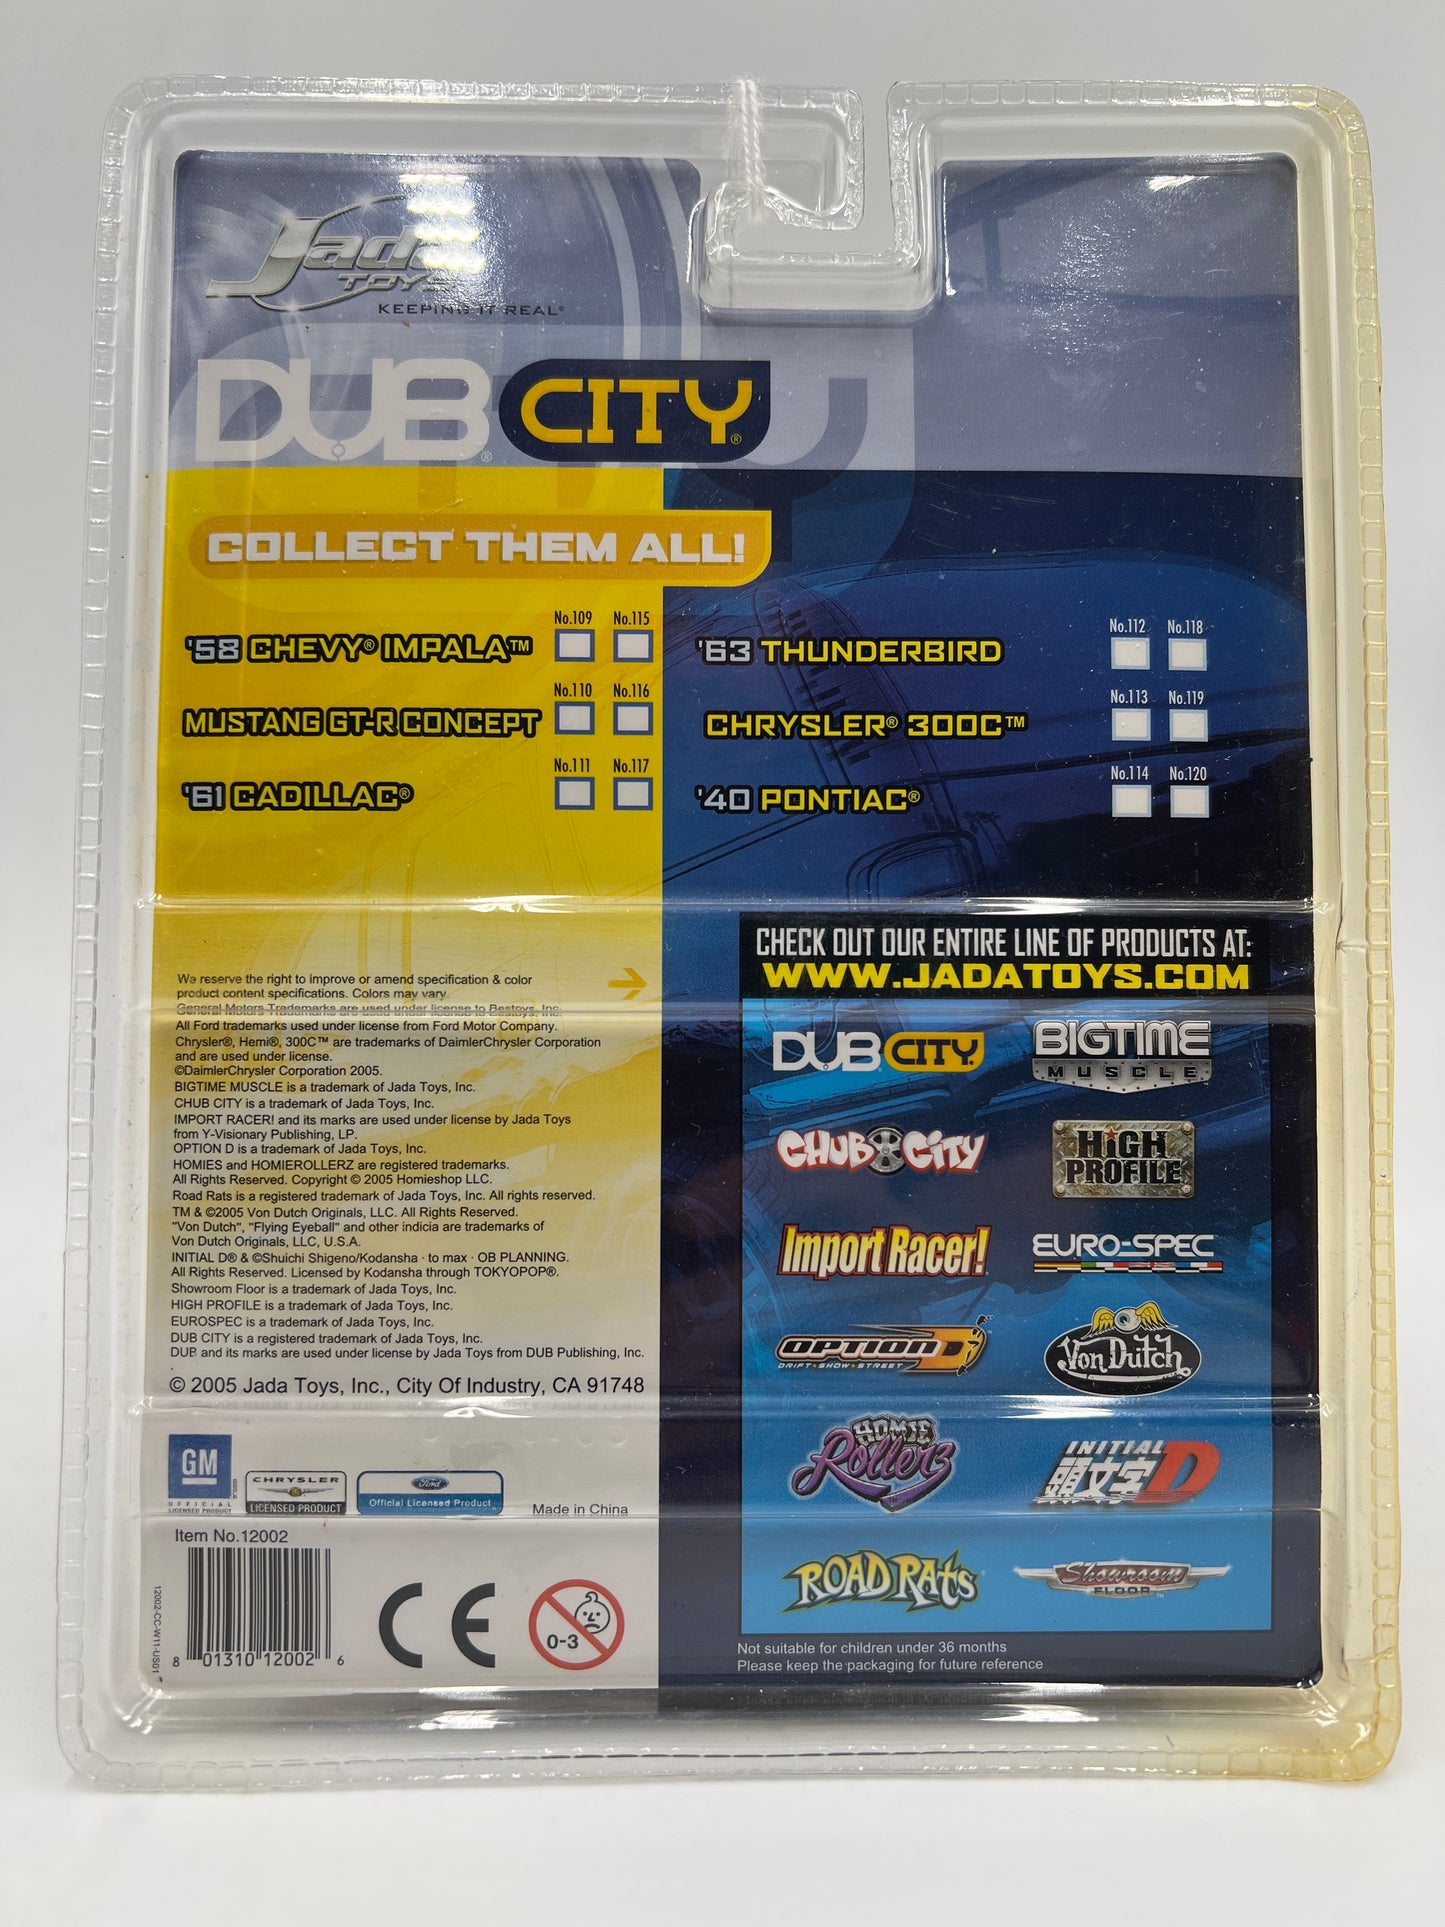 Jada
TOYS
KEEPING IT REAL®
DUB® CITY®
COLLECT THEM ALL!
No.109 No.115
'58 CHEVY® IMPALA™
No.110 No.116
MUSTANG GT-R CONCEPT
No.111 No.117
'61 CADILLAC®
No.112 No.118
'63 THUNDERBIRD
No.113 No.119
CHRYSLER® 300C™
No.114 No.120
'40 PONTIAC®
We reserve the right to improve or amend specification & color
product content specifications. Colors may vary.
General Motors Trademarks are used under license to Bestoys, Inc.
All Ford trademarks used under license from Ford Motor Company.
Chrysler®, Hemi®, 300C™ are trademarks of DaimlerChrysler Corporation
and are used under license.
©DaimlerChrysler Corporation 2005.
BIGTIME MUSCLE is a trademark of Jada Toys, Inc.
CHUB CITY is a trademark of Jada Toys, Inc.
IMPORT RACER! and its marks are used under license by Jada Toys
from Y-Visionary Publishing, LP.
OPTION D is a trademark of Jada Toys, Inc.
HOMIES and HOMIEROLLERZ are registered trademarks.
All Rights Reserved. Copyright © 2005 Homieshop LLC.
Road Rats is a registered trademark of Jada Toys, Inc. All rights reserved.
TM & ©2005 Von Dutch Originals, LLC. All Rights Reserved.
"Von Dutch", "Flying Eyeball" and other indicia are trademarks of
Von Dutch Originals, LLC, U.S.A.
INITIAL D® & ©Shuichi Shigeno/Kodansha · to max · OB PLANNING.
All Rights Reserved. Licensed by Kodansha through TOKYOPOP®.
Showroom Floor is a trademark of Jada Toys, Inc.
HIGH PROFILE is a trademark of Jada Toys, Inc.
EUROSPEC is a trademark of Jada Toys, Inc.
DUB CITY is a registered trademark of Jada Toys, Inc.
DUB and its marks are used under license by Jada Toys from DUB Publishing, Inc.
© 2005 Jada Toys, Inc., City Of Industry, CA 91748
GM
OFFICIAL
LICENSED PRODUCT
CHRYSLER
LICENSED PRODUCT
Ford
Official Licensed Product
Made in China
Item No.12002
12002-CC-W11-US01
8 01310 12002 6
CE
0-3
CHECK OUT OUR ENTIRE LINE OF PRODUCTS AT:
WWW.JADATOYS.COM
DUB CITY
BIGTIME
MUSCLE
CHUB CITY
HIGH
PROFILE
Import Racer!
EURO-SPEC
OPTION D
DRIFT·SHOW·STREET
Von Dutch
HOMIE
Rollerz
INITIAL D
頭文字
ROAD RATS
Showroom
FLOOR™
Not suitable for children under 36 months
Please keep the packaging for future reference